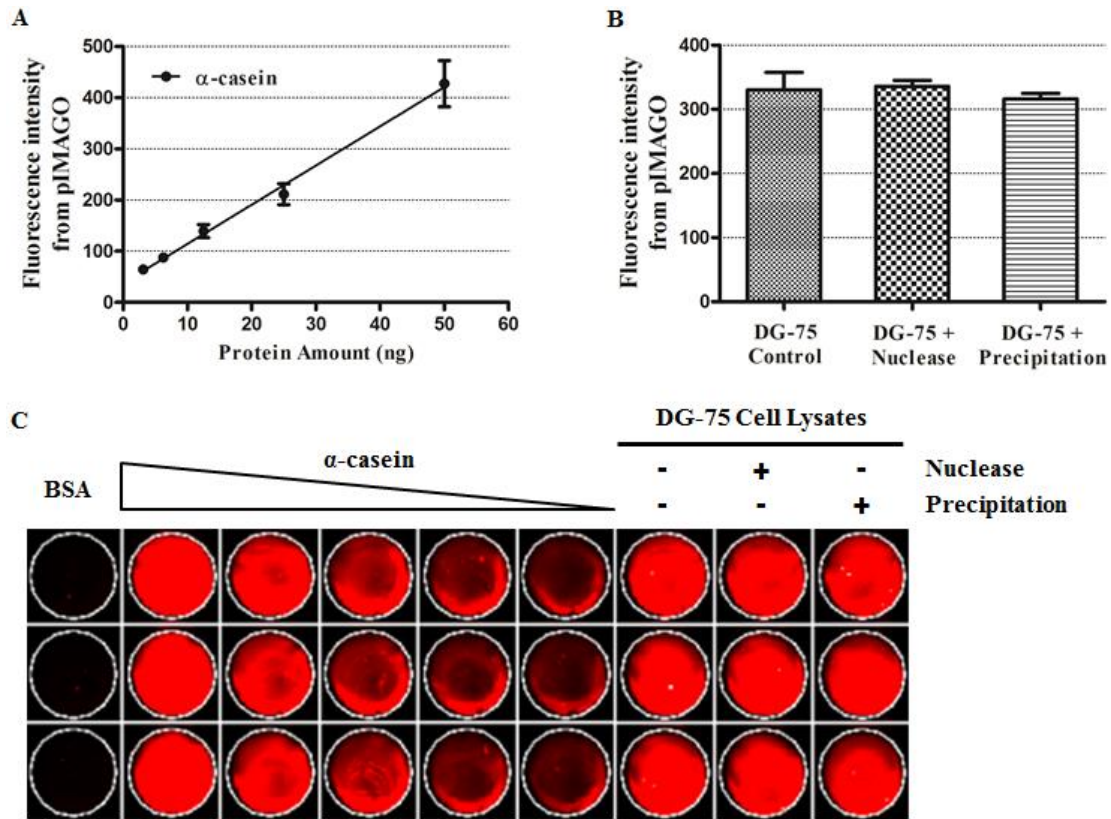 A
Fluorescence intensity
from pIMAGO
500
400
300
200
100
0
α-casein
0 10 20 30 40 50 60
Protein Amount (ng)
B
Fluorescence intensity
from pIMAGO
400
300
200
100
0
DG-75
Control
DG-75 +
Nuclease
DG-75 +
Precipitation
C
DG-75 Cell Lysates
BSA
α-casein
- + - Nuclease
- - + Precipitation